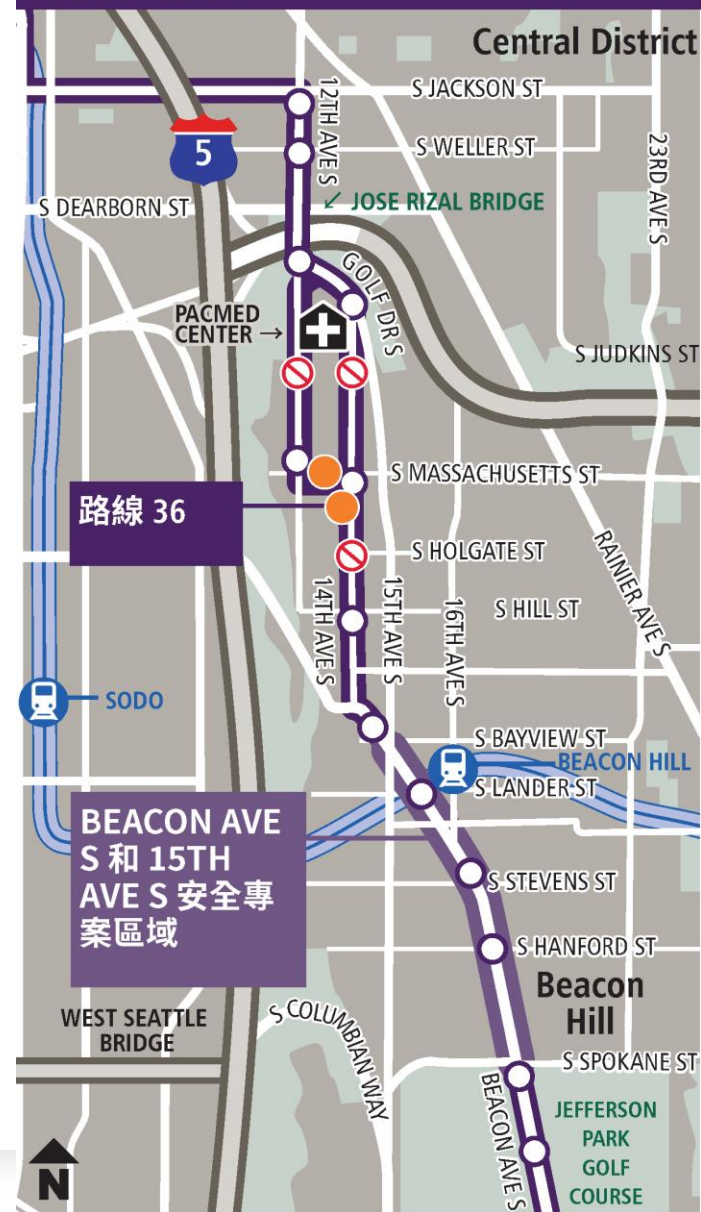 Central District
S JACKSON ST
12TH AVE S
S WELLER ST
5
23RD AVE S
S DEARBORN ST
↙ JOSE RIZAL BRIDGE
GOLF DR S
PACMED
CENTER →
S JUDKINS ST
S MASSACHUSETTS ST
路線 36
S HOLGATE ST
RAINIER AVE S
14TH AVE S
15TH AVE S
16TH AVE S
S HILL ST
SODO
S BAYVIEW ST
BEACON HILL
S LANDER ST
BEACON AVE
S 和 15TH
AVE S 安全專
案區域
S STEVENS ST
S HANFORD ST
Beacon
Hill
WEST SEATTLE
BRIDGE
S COLUMBIAN WAY
S SPOKANE ST
BEACON AVE S
JEFFERSON
PARK
GOLF
COURSE
N